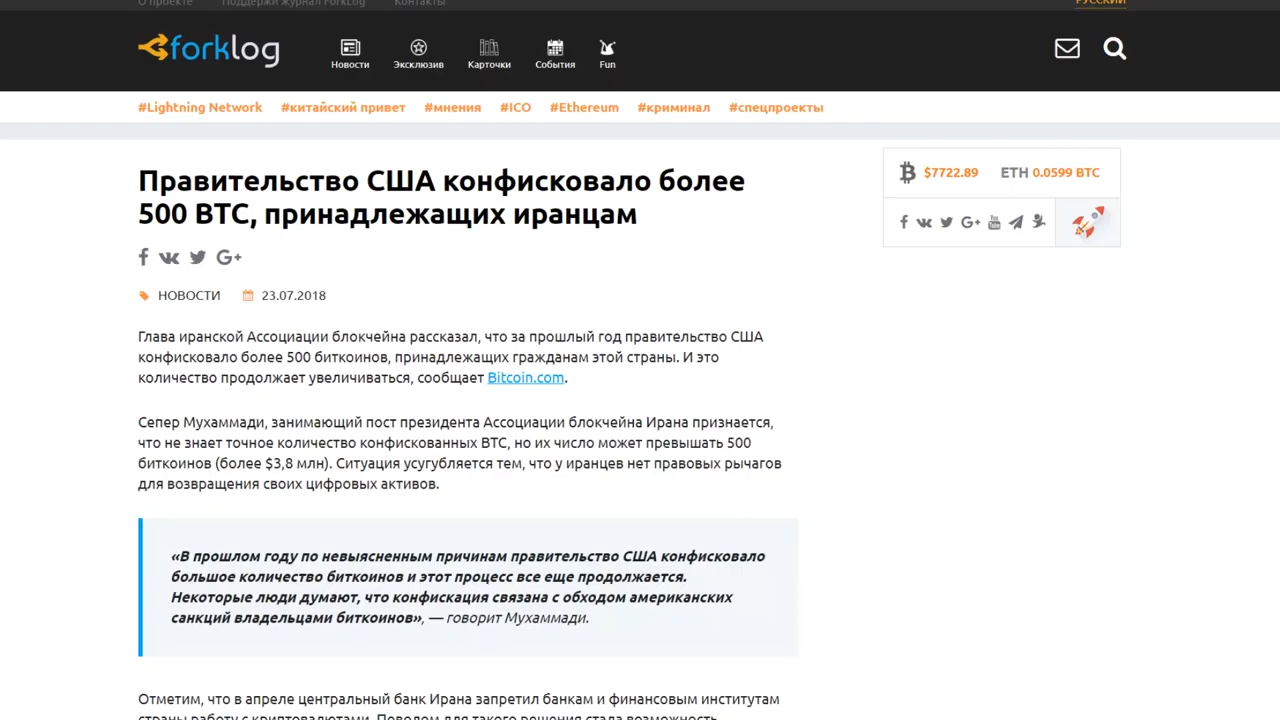 О проекте Поддержи журнал ForkLog Контакты РУССКИЙ
forklog
Новости Эксклюзив Карточки События Fun
#Lightning Network #китайский привет #мнения #ICO #Ethereum #криминал #спецпроекты
Правительство США конфисковало более
500 BTC, принадлежащих иранцам
$7722.89 ETH 0.0599 BTC
НОВОСТИ 23.07.2018
Глава иранской Ассоциации блокчейна рассказал, что за прошлый год правительство США
конфисковало более 500 биткоинов, принадлежащих гражданам этой страны. И это
количество продолжает увеличиваться, сообщает Bitcoin.com.
Сепер Мухаммади, занимающий пост президента Ассоциации блокчейна Ирана признается,
что не знает точное количество конфискованных BTC, но их число может превышать 500
биткоинов (более $3,8 млн). Ситуация усугубляется тем, что у иранцев нет правовых рычагов
для возвращения своих цифровых активов.
«В прошлом году по невыясненным причинам правительство США конфисковало
большое количество биткоинов и этот процесс все еще продолжается.
Некоторые люди думают, что конфискация связана с обходом американских
санкций владельцами биткоинов», — говорит Мухаммади.
Отметим, что в апреле центральный банк Ирана запретил банкам и финансовым институтам
страны работу с криптовалютами. Поводом для такого решения стала возможность